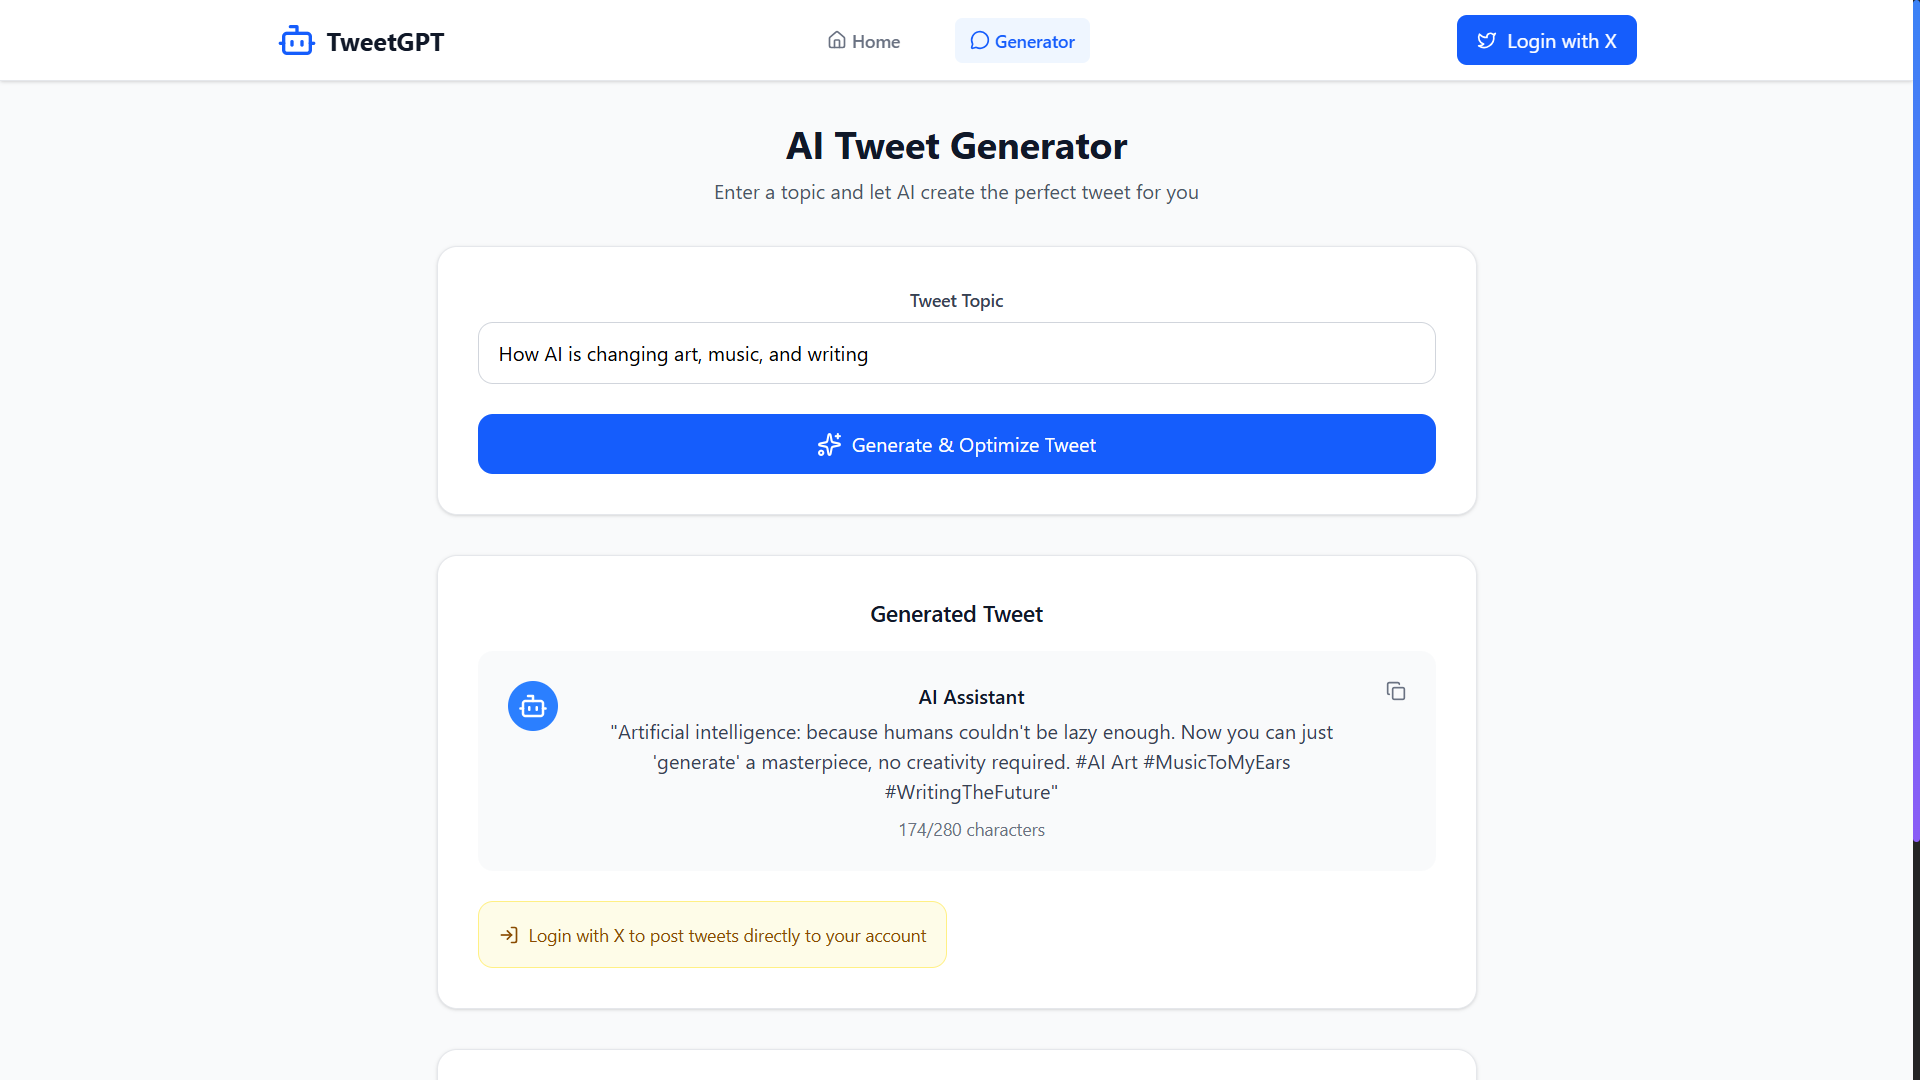 TweetGPT
Home
Generator
Login with X
AI Tweet Generator
Enter a topic and let AI create the perfect tweet for you
Tweet Topic
How AI is changing art, music, and writing
Generate & Optimize Tweet
Generated Tweet
AI Assistant
"Artificial intelligence: because humans couldn't be lazy enough. Now you can just
'generate' a masterpiece, no creativity required. #AI Art #MusicToMyEars
#WritingTheFuture"
174/280 characters
Login with X to post tweets directly to your account